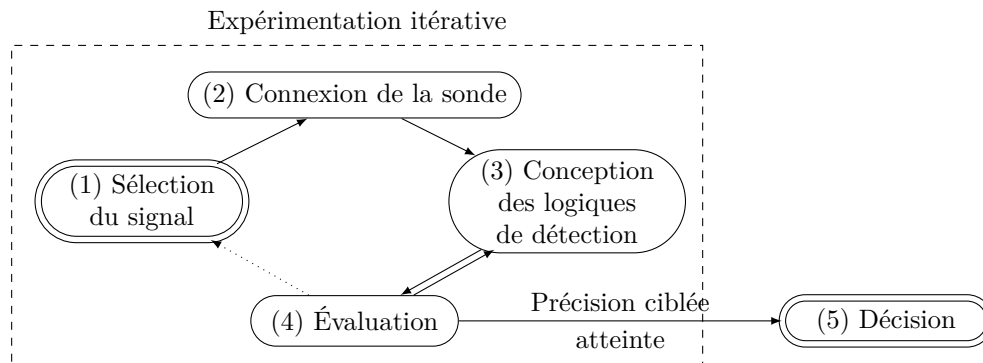 Expérimentation itérative
(2) Connexion de la sonde
(1) Sélection
du signal
(3) Conception
des logiques
de détection
(4) Évaluation
Précision ciblée
atteinte
(5) Décision